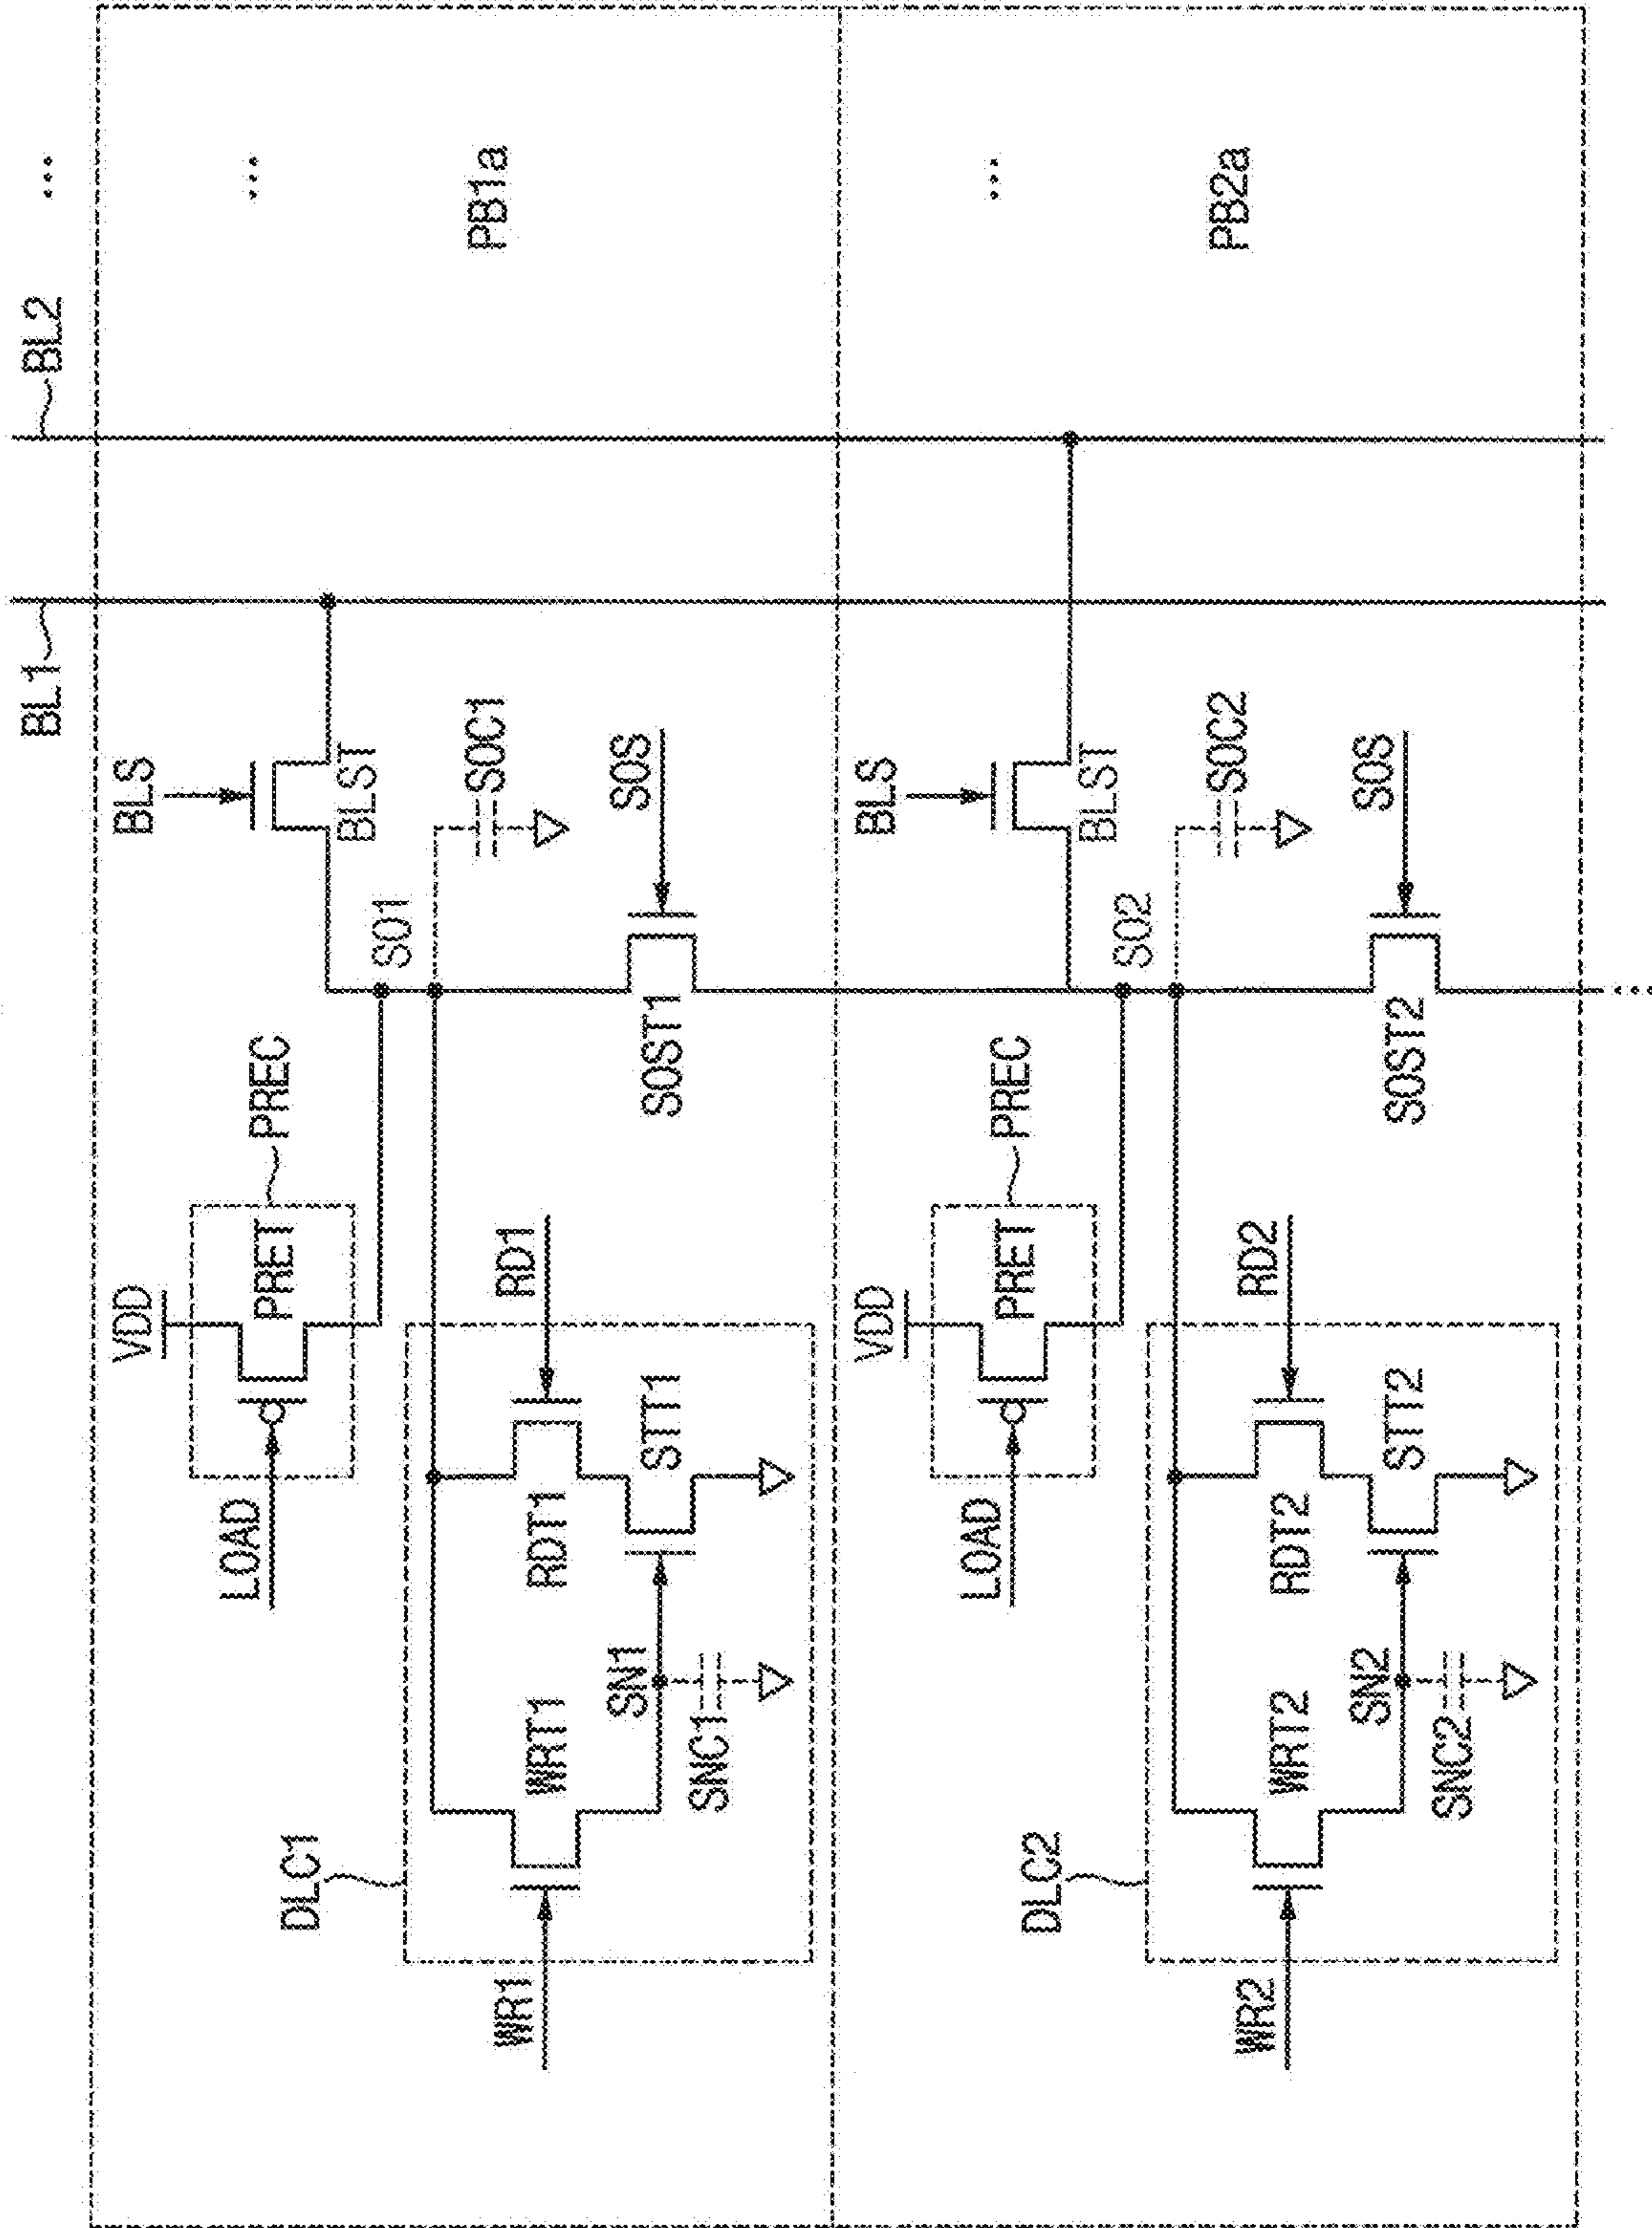 BL1
BL2
...
BLS
BLST
SO1
SOC1
SOS
SOST1
VDD
PREC
PRET
LOAD
DLC1
WR1
WRT1
RD1
RDT1
STT1
SN1
SNC1
...
PB1a
BLS
BLST
SO2
SOC2
SOS
SOST2
VDD
PREC
PRET
LOAD
DLC2
WR2
WRT2
RD2
RDT2
STT2
SN2
SNC2
...
PB2a
...